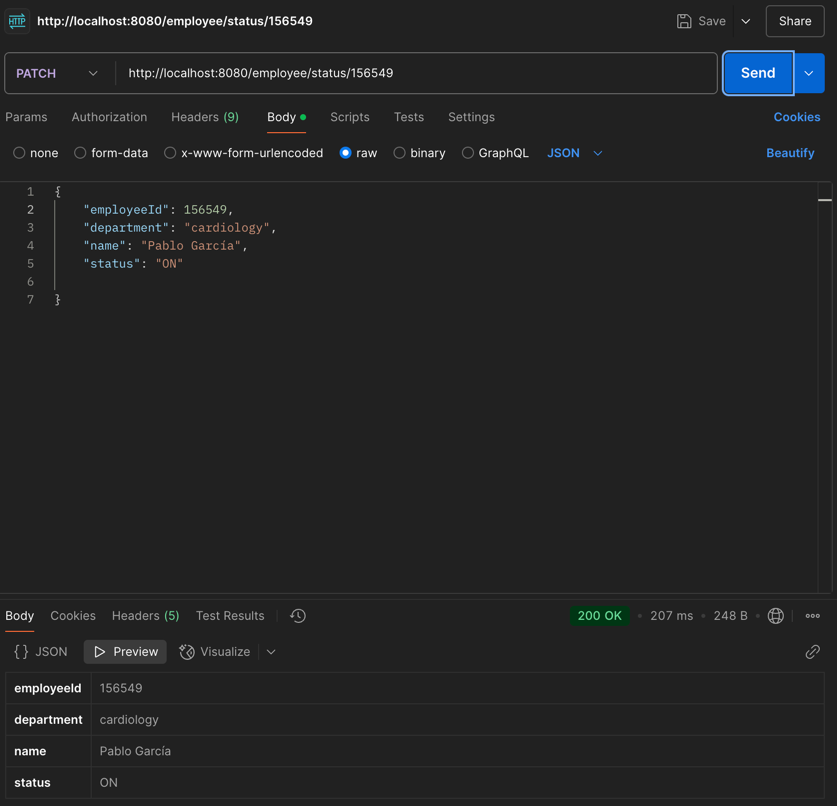 HTTP http://localhost:8080/employee/status/156549 Save Share
PATCH http://localhost:8080/employee/status/156549 Send
Params Authorization Headers (9) Body Scripts Tests Settings Cookies
none form-data x-www-form-urlencoded raw binary GraphQL JSON Beautify
1 {
2 "employeeId": 156549,
3 "department": "cardiology",
4 "name": "Pablo García",
5 "status": "ON"
6
7 }
Body Cookies Headers (5) Test Results 200 OK • 207 ms • 248 B •
{} JSON Preview Visualize
employeeId 156549
department cardiology
name Pablo García
status ON